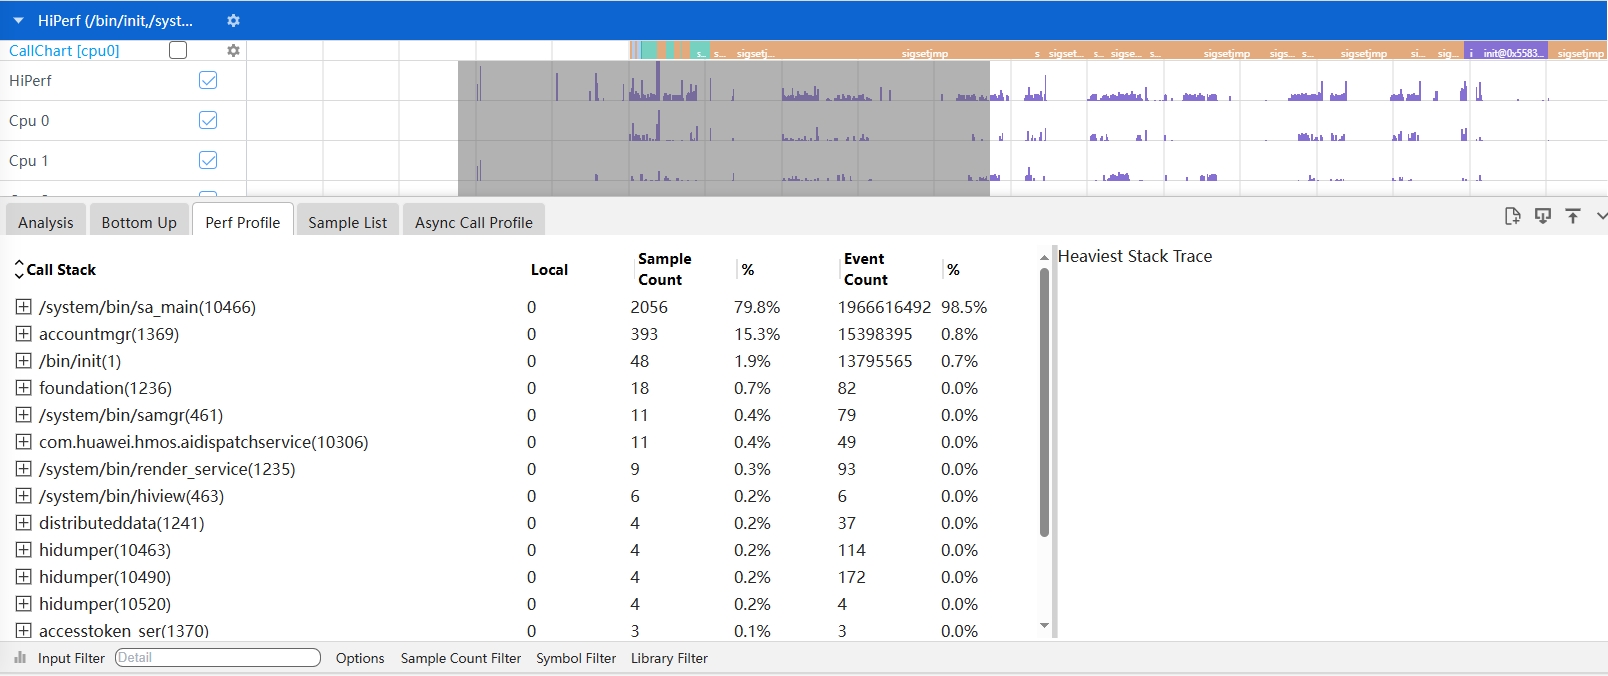 HiPerf (/bin/init,/syst...
CallChart [cpu0]
s... s... sigsetj... sigsetjmp s sigset... s... sigse... s... sigsetjmp sigs... s... sigsetjmp si... sig... i init@0x5583... sigsetjmp
HiPerf
Cpu 0
Cpu 1
Analysis Bottom Up Perf Profile Sample List Async Call Profile
Call Stack Local Sample Count % Event Count %
Heaviest Stack Trace
/system/bin/sa_main(10466) 0 2056 79.8% 1966616492 98.5%
accountmgr(1369) 0 393 15.3% 15398395 0.8%
/bin/init(1) 0 48 1.9% 13795565 0.7%
foundation(1236) 0 18 0.7% 82 0.0%
/system/bin/samgr(461) 0 11 0.4% 79 0.0%
com.huawei.hmos.aidispatchservice(10306) 0 11 0.4% 49 0.0%
/system/bin/render_service(1235) 0 9 0.3% 93 0.0%
/system/bin/hiview(463) 0 6 0.2% 6 0.0%
distributeddata(1241) 0 4 0.2% 37 0.0%
hidumper(10463) 0 4 0.2% 114 0.0%
hidumper(10490) 0 4 0.2% 172 0.0%
hidumper(10520) 0 4 0.2% 4 0.0%
accesstoken_ser(1370) 0 3 0.1% 3 0.0%
Input Filter Detail Options Sample Count Filter Symbol Filter Library Filter